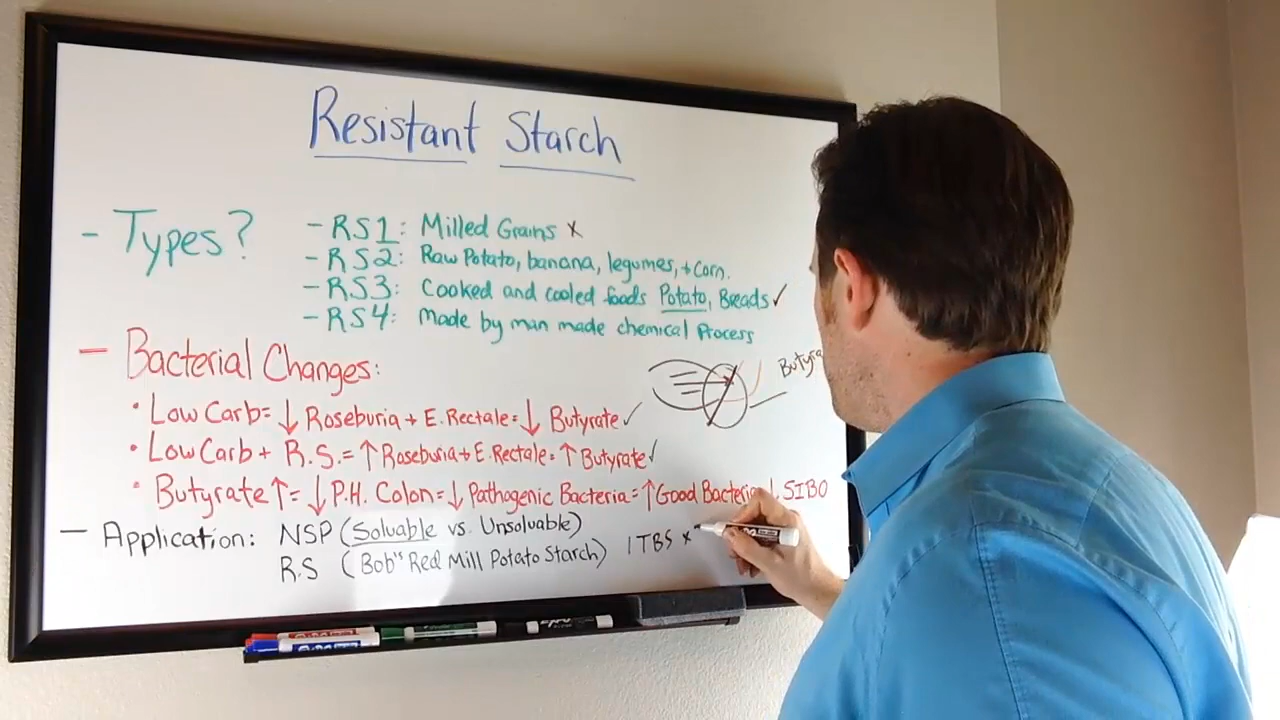 Resistant Starch
- Types?
- RS1: Milled Grains x
- RS2: Raw Potato, banana, legumes, + Corn.
- RS3: Cooked and cooled foods Potato, Breads ✓
- RS4: Made by man made chemical Process
- Bacterial Changes:
Butyra
• Low Carb= ↓ Roseburia + E. Rectale= ↓ Butyrate ✓
• Low Carb + R.S.= ↑ Roseburia + E. Rectale= ↑ Butyrate ✓
• Butyrate ↑= ↓ P.H. Colon= ↓ Pathogenic Bacteria= ↑ Good Bacteria ↓ SIBO
- Application: NSP (Soluable vs. Unsoluable)
R.S (Bob's Red Mill Potato Starch) 1 TBS x
EXPO